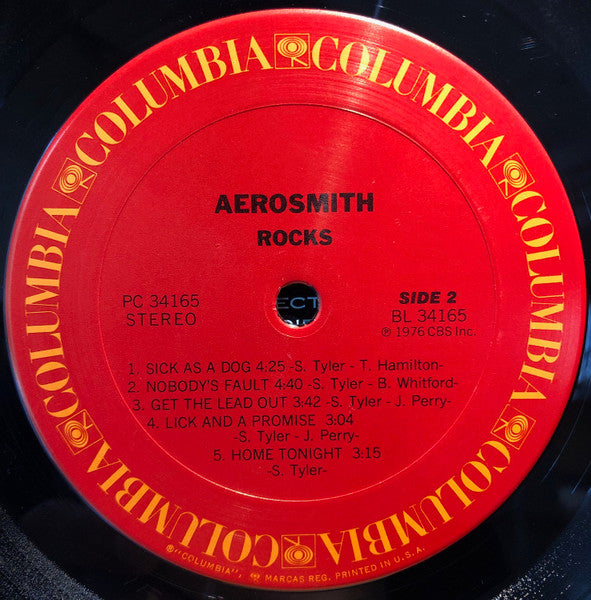 COLUMBIA COLUMBIA COLUMBIA COLUMBIA COLUMBIA COLUMBIA
AEROSMITH
ROCKS
PC 34165
STEREO
SIDE 2
BL 34165
℗ 1976 CBS Inc.
ECT
1. SICK AS A DOG 4:25 -S. Tyler - T. Hamilton-
2. NOBODY'S FAULT 4:40 -S. Tyler - B. Whitford-
3. GET THE LEAD OUT 3:42 -S. Tyler - J. Perry-
4. LICK AND A PROMISE 3:04
-S. Tyler - J. Perry-
5. HOME TONIGHT 3:15
-S. Tyler-
®"COLUMBIA", MARCAS REG. PRINTED IN U.S.A.